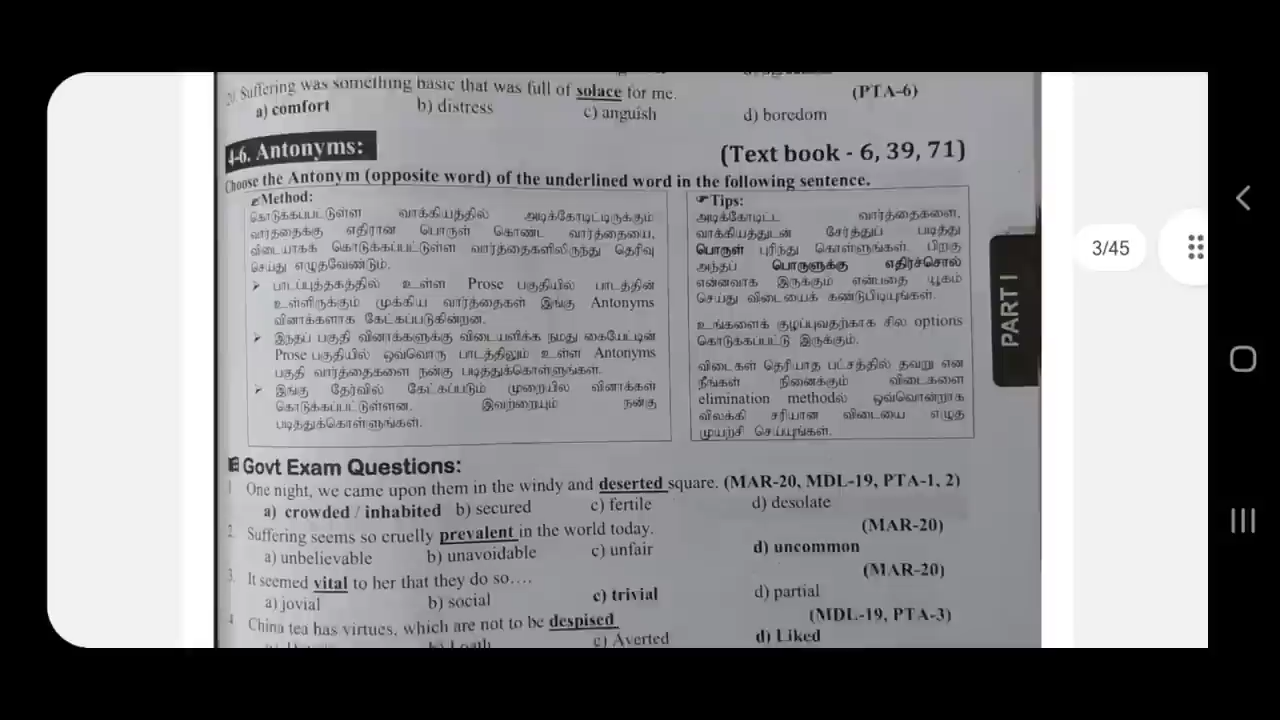 20. Suffering was something basic that was full of solace for me.
(PTA-6)
a) comfort b) distress c) anguish d) boredom
4-6. Antonyms:
(Text book - 6, 39, 71)
Choose the Antonym (opposite word) of the underlined word in the following sentence.
Method:
கொடுக்கப்பட்டுள்ள வாக்கியத்தில் அடிக்கோடிட்டிருக்கும்
வார்த்தைக்கு எதிரான பொருள் கொண்ட வார்த்தையை,
விடையாகக் கொடுக்கப்பட்டுள்ள வார்த்தைகளிலிருந்து தெரிவு
செய்து எழுதவேண்டும்.
➢ பாடப்புத்தகத்தில் உள்ள Prose பகுதியில் பாடத்தின்
உள்ளிருக்கும் முக்கிய வார்த்தைகள் இங்கு Antonyms
வினாக்களாக கேட்கப்படுகின்றன.
➢ இந்தப் பகுதி வினாக்களுக்கு விடையளிக்க நமது கையேட்டின்
Prose பகுதியில் ஒவ்வொரு பாடத்திலும் உள்ள Antonyms
பகுதி வார்த்தைகளை நன்கு படித்துக்கொள்ளுங்கள்.
➢ இங்கு தேர்வில் கேட்கப்படும் முறையில் வினாக்கள்
கொடுக்கப்பட்டுள்ளன. இவற்றையும் நன்கு
படித்துக்கொள்ளுங்கள்.
Tips:
அடிக்கோடிட்ட வார்த்தைகளை,
வாக்கியத்துடன் சேர்த்துப் படித்து
பொருள் புரிந்து கொள்ளுங்கள். பிறகு
அந்தப் பொருளுக்கு எதிர்ச்சொல்
என்னவாக இருக்கும் என்பதை யூகம்
செய்து விடையைக் கண்டுபிடியுங்கள்.
உங்களைக் குழப்புவதற்காக சில options
கொடுக்கப்பட்டு இருக்கும்.
விடைகள் தெரியாத பட்சத்தில் தவறு என
நீங்கள் நினைக்கும் விடைகளை
elimination methodல் ஒவ்வொன்றாக
விலக்கி சரியான விடையை எழுத
முயற்சி செய்யுங்கள்.
PART I
3/45
Govt Exam Questions:
1 One night, we came upon them in the windy and deserted square. (MAR-20, MDL-19, PTA-1, 2)
a) crowded / inhabited b) secured c) fertile d) desolate
2. Suffering seems so cruelly prevalent in the world today. (MAR-20)
a) unbelievable b) unavoidable c) unfair d) uncommon
3. It seemed vital to her that they do so.... (MAR-20)
a) jovial b) social c) trivial d) partial
4 China tea has virtues, which are not to be despised (MDL-19, PTA-3)
b) Loath c) Averted d) Liked